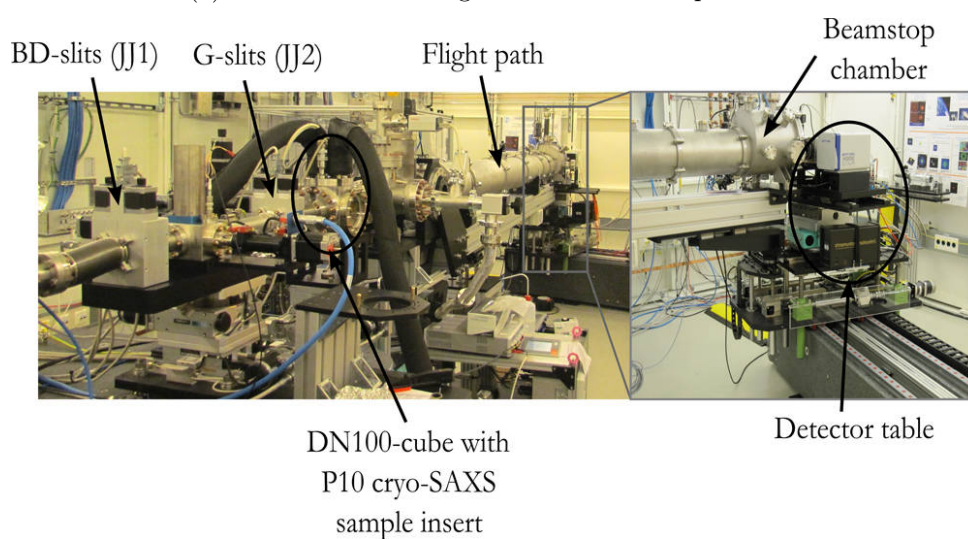 BD-slits (JJ1)
G-slits (JJ2)
Flight path
Beamstop
chamber
DN100-cube with
P10 cryo-SAXS
sample insert
Detector table